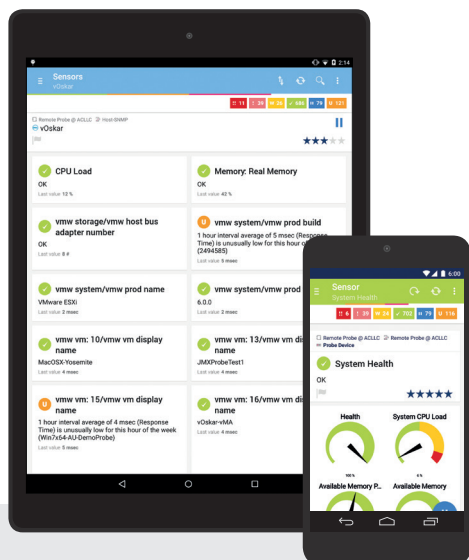 2:14
Sensors
vOskar
!! 11
! 39
W 36
680
II 79
U 121
Remote Probe @ ACLLC
Host-SNMP
vOskar
CPU Load
OK
Last value 12 %
Memory: Real Memory
OK
Last value 42 %
vmw storage/vmw host bus
adapter number
OK
Last value 8 #
U vmw system/vmw prod build
1 hour interval average of 5 msec (Response
Time) is unusually low for this hour of
(2494585)
Last value 5 msec
vmw system/vmw prod name
VMware ESXi
Last value 2 msec
vmw system/vmw prod
6.0.0
Last value 2 msec
vmw vm: 10/vmw vm display
name
MacOSX-Yosemite
Last value 4 msec
vmw vm: 13/vmw vm di
name
JMXProbeTest1
Last value 4 msec
U vmw vm: 15/vmw vm display
name
1 hour interval average of 4 msec (Response
Time) is unusually low for this hour of the week
(Win7x64-AU-DemoProbe)
Last value 5 msec
vmw vm: 16/vmw vm di
name
vOskar-vMA
Last value 4 msec
6:00
Sensor
System Health
!! 6
! 39
702
II 79
U 116
Remote Probe @ ACLLC
Remote Probe @ ACLLC
Probe Device
System Health
OK
Health
100 %
System CPU Load
6 %
Available Memory P...
Available Memory